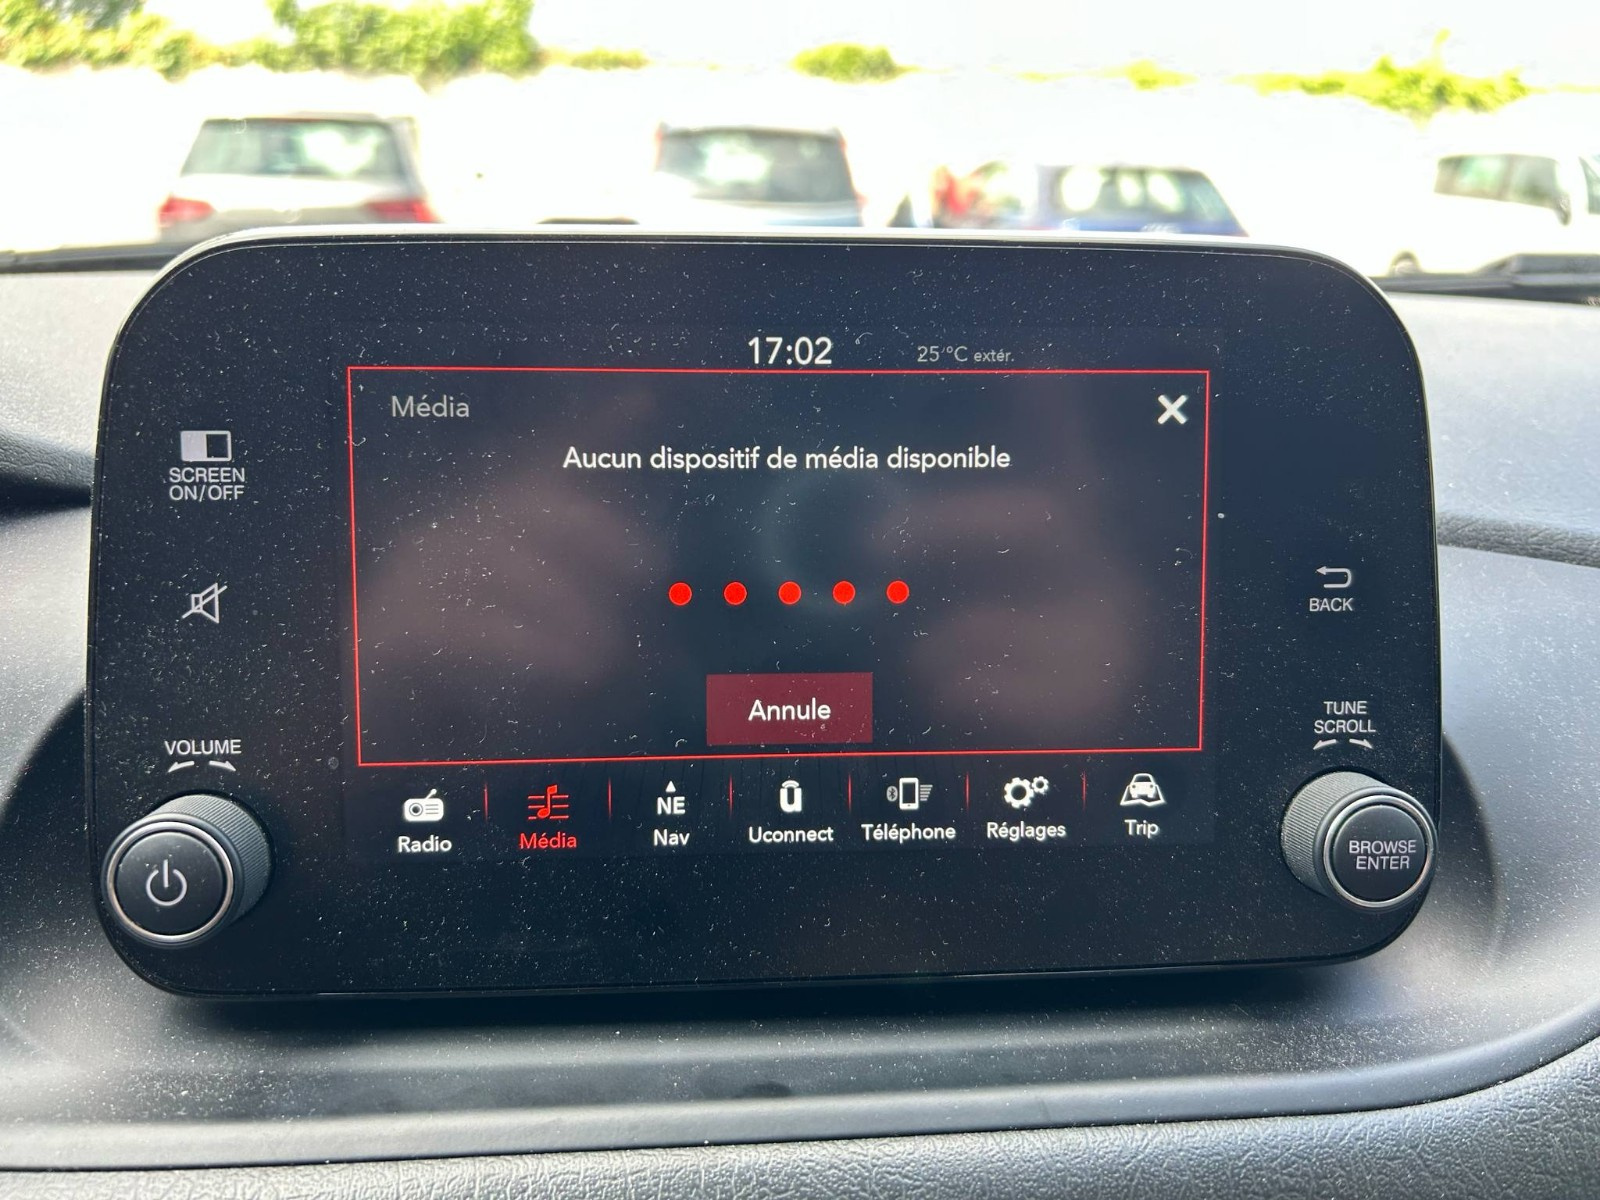 17:02
25 °C extér.
Média
Aucun dispositif de média disponible
Annule
Radio
Média
NE
Nav
Uconnect
Téléphone
Réglages
Trip
SCREEN
ON/OFF
VOLUME
BACK
TUNE
SCROLL
BROWSE
ENTER